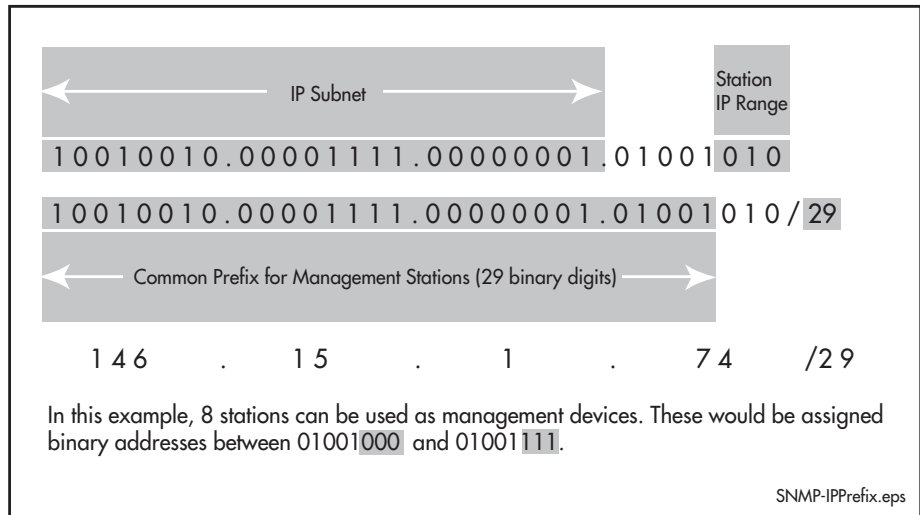 IP Subnet
Station
IP Range
10010010.00001111.00000001.01001010
10010010.00001111.00000001.01001010/29
Common Prefix for Management Stations (29 binary digits)
146 . 15 . 1 . 74 /29
In this example, 8 stations can be used as management devices. These would be assigned
binary addresses between 01001000 and 01001111.
SNMP-IPPrefix.eps